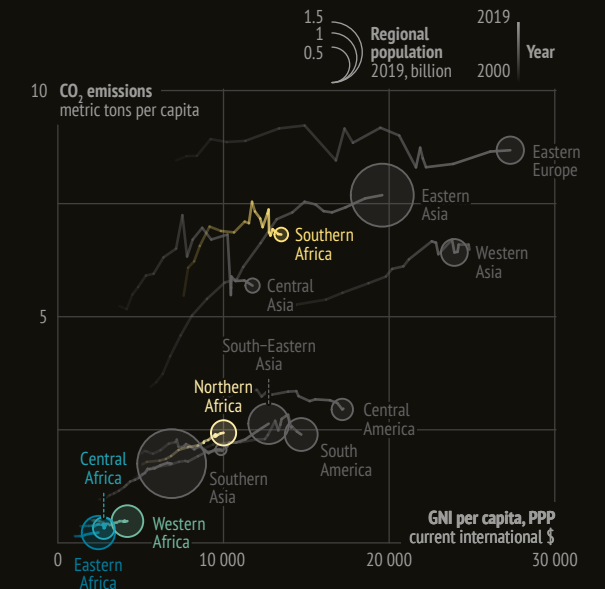 1.5
1
0.5
Regional
population
2019, billion
2019
2000
Year
10
CO2 emissions
metric tons per capita
Eastern
Europe
Eastern
Asia
Southern
Africa
Western
Asia
Central
Asia
5
South-Eastern
Asia
Northern
Africa
Central
America
South
America
Central
Africa
Southern
Asia
Western
Africa
GNI per capita, PPP
current international $
0
10 000
20 000
30 000
Eastern
Africa